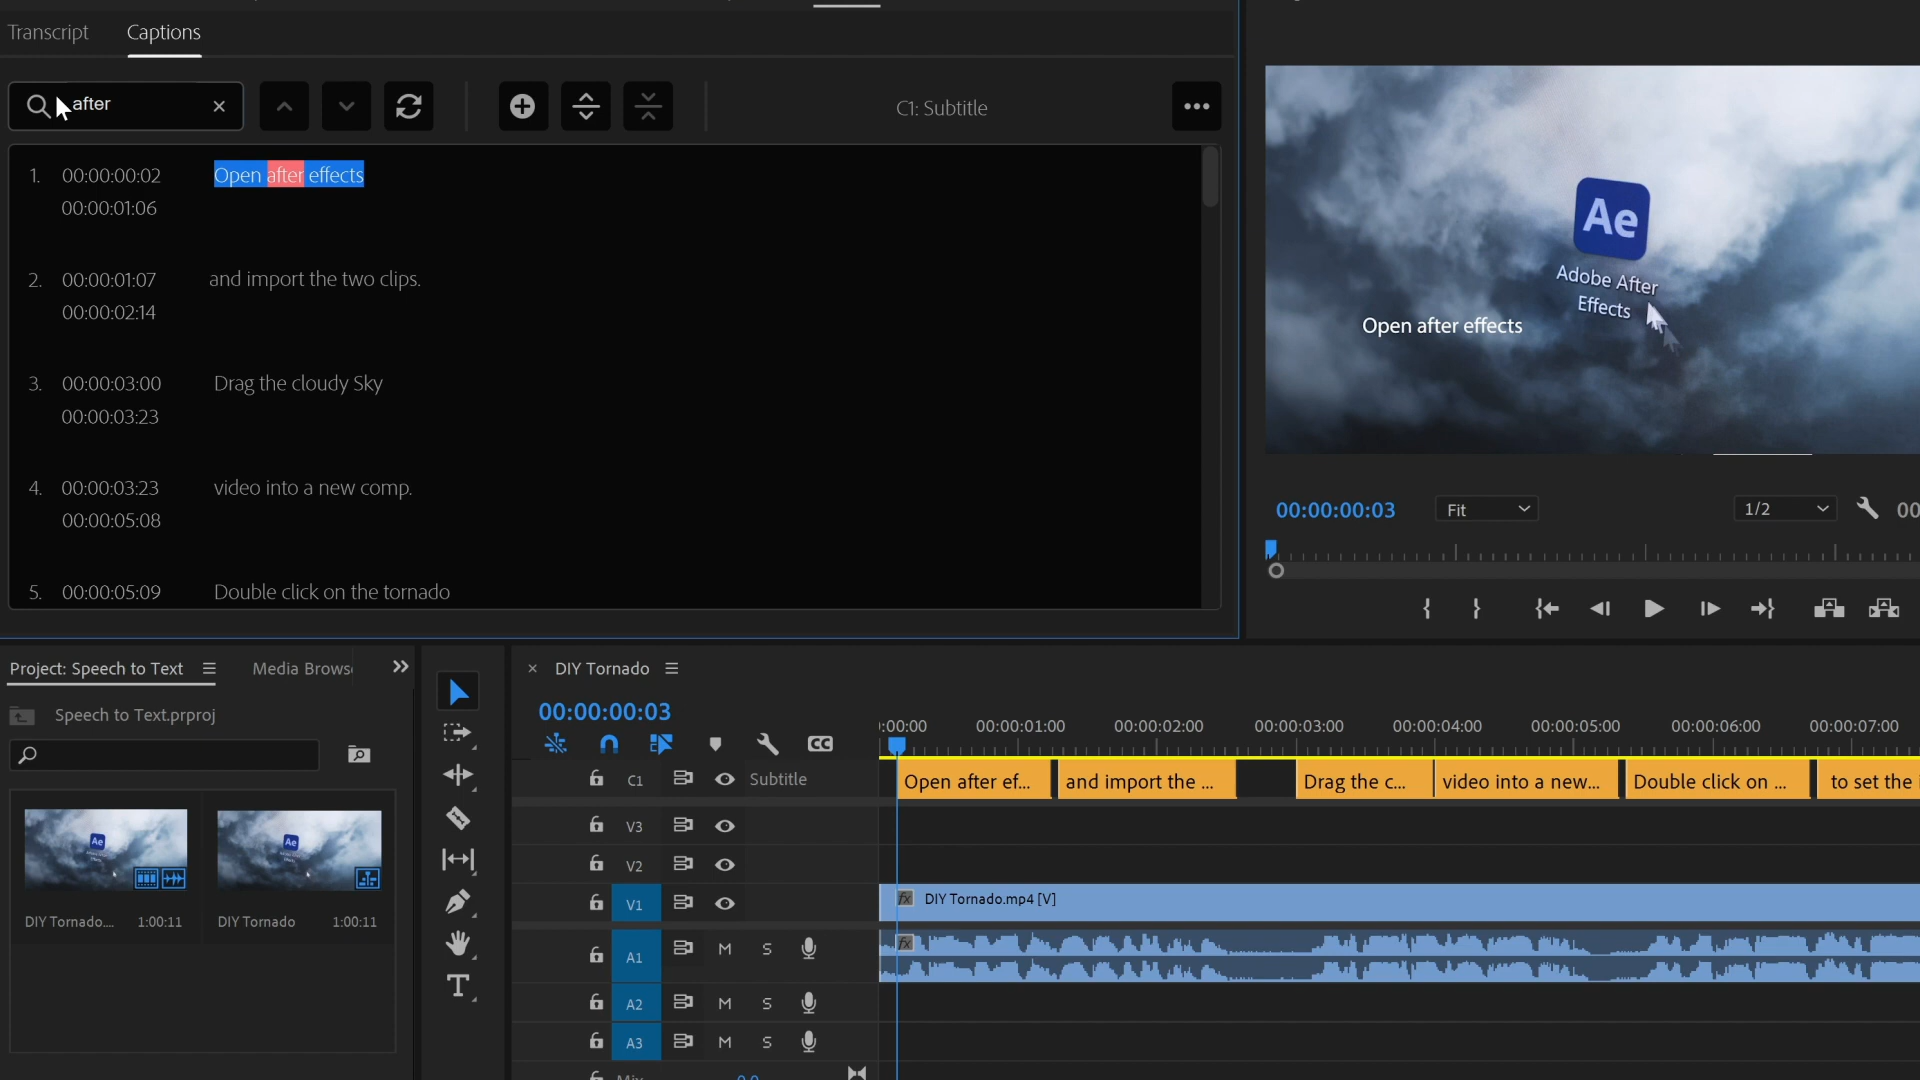 Transcript
Captions
after
C1: Subtitle
1. 00:00:00:02 Open after effects
00:00:01:06
2. 00:00:01:07 and import the two clips.
00:00:02:14
3. 00:00:03:00 Drag the cloudy Sky
00:00:03:23
4. 00:00:03:23 video into a new comp.
00:00:05:08
5. 00:00:05:09 Double click on the tornado
Ae
Adobe After
Effects
Open after effects
00:00:00:03
Fit
1/2
00
Project: Speech to Text
Media Brows
Speech to Text.prproj
DIY Tornado.... 1:00:11
DIY Tornado 1:00:11
DIY Tornado
00:00:00:03
:00:00 00:00:01:00 00:00:02:00 00:00:03:00 00:00:04:00 00:00:05:00 00:00:06:00 00:00:07:00
C1 Subtitle
Open after ef... and import the ... Drag the c... video into a new... Double click on ... to set the
V3
V2
V1 fx DIY Tornado.mp4 [V]
A1 M S fx
A2 M S
A3 M S
Mix 0.0